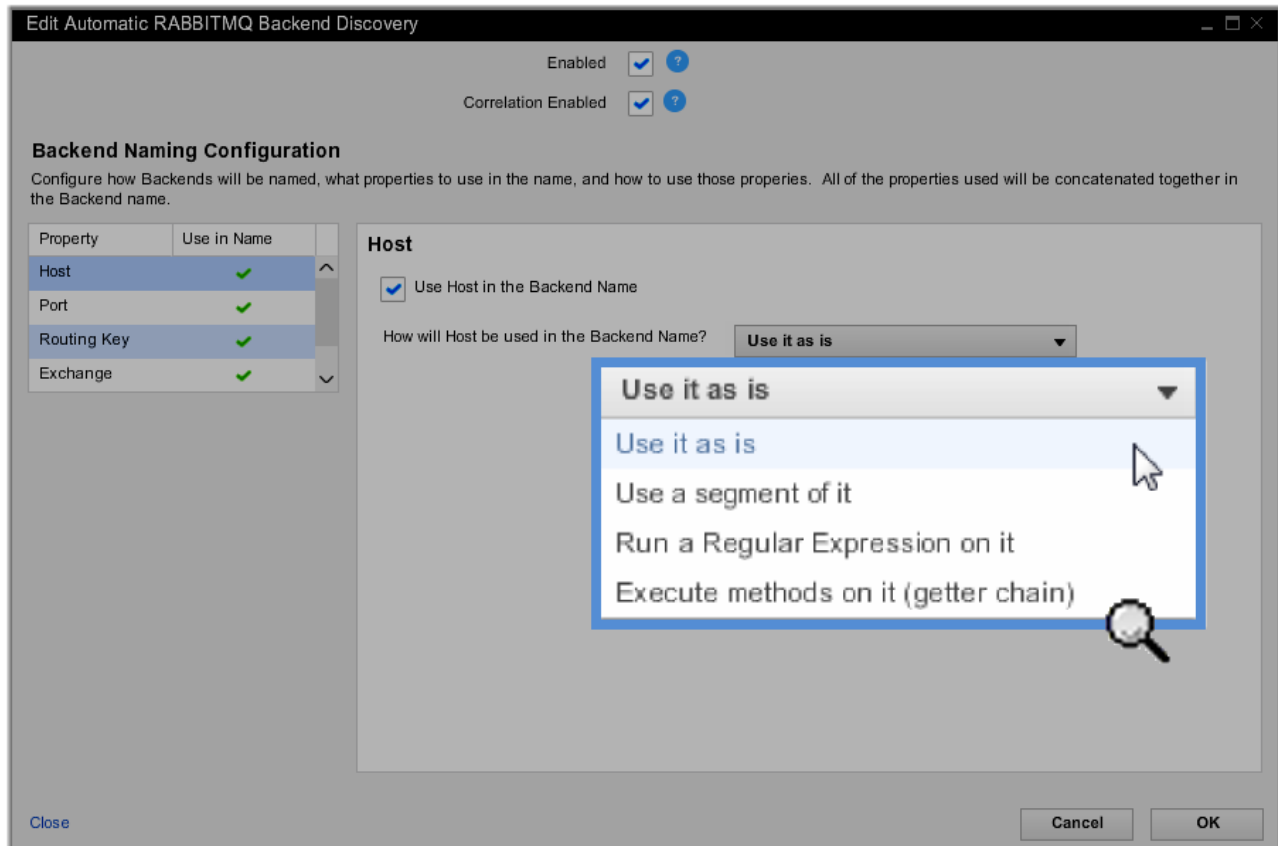 Edit Automatic RABBITMQ Backend Discovery
Enabled
?
Correlation Enabled
?
Backend Naming Configuration
Configure how Backends will be named, what properties to use in the name, and how to use those properies. All of the properties used will be concatenated together in
the Backend name.
Property Use in Name
Host
Port
Routing Key
Exchange
Host
Use Host in the Backend Name
How will Host be used in the Backend Name? Use it as is
Use it as is
Use it as is
Use a segment of it
Run a Regular Expression on it
Execute methods on it (getter chain)
Close Cancel OK